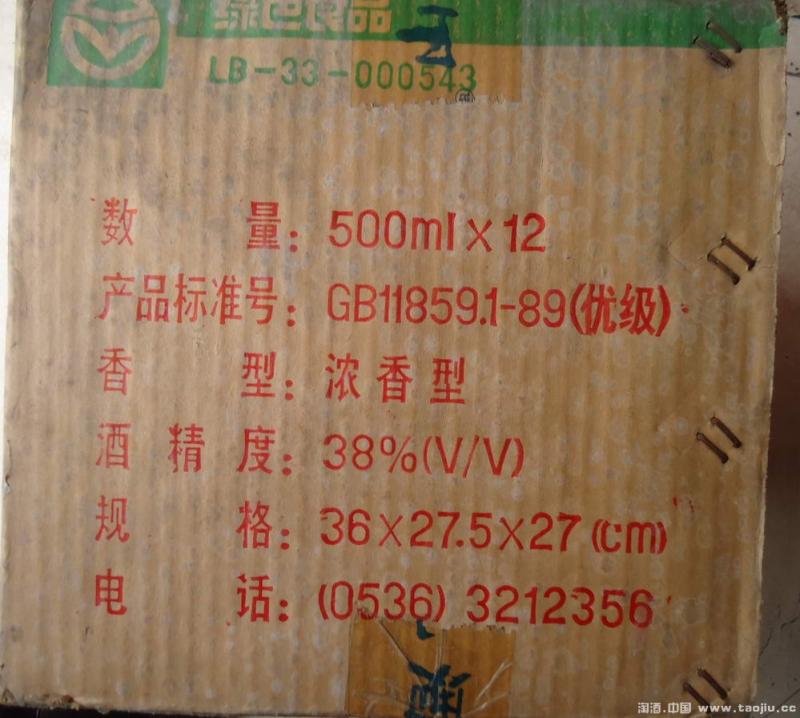 绿色食品
LB-33-000543
数 量: 500ml×12
产品标准号: GB11859.1-89(优级)
香 型: 浓香型
酒精度: 38%(V/V)
规 格: 36×27.5×27(cm)
电 话: (0536) 3212356
淘酒.中国 www.taojiu.cc